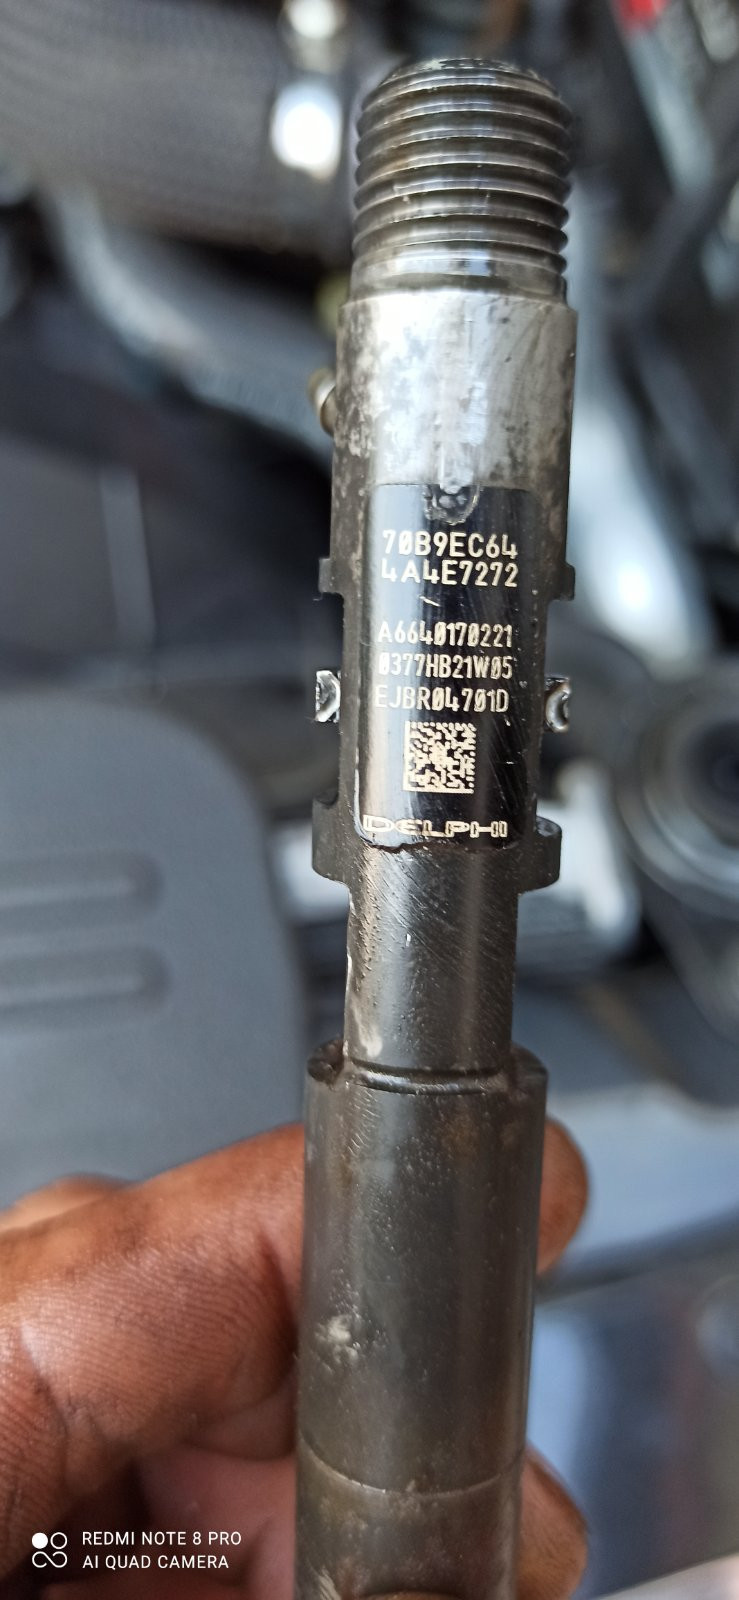 70B9EC64
4A4E7272
A6640170221
0377HB21W05
EJBR04701D
DELPHI
REDMI NOTE 8 PRO
AI QUAD CAMERA